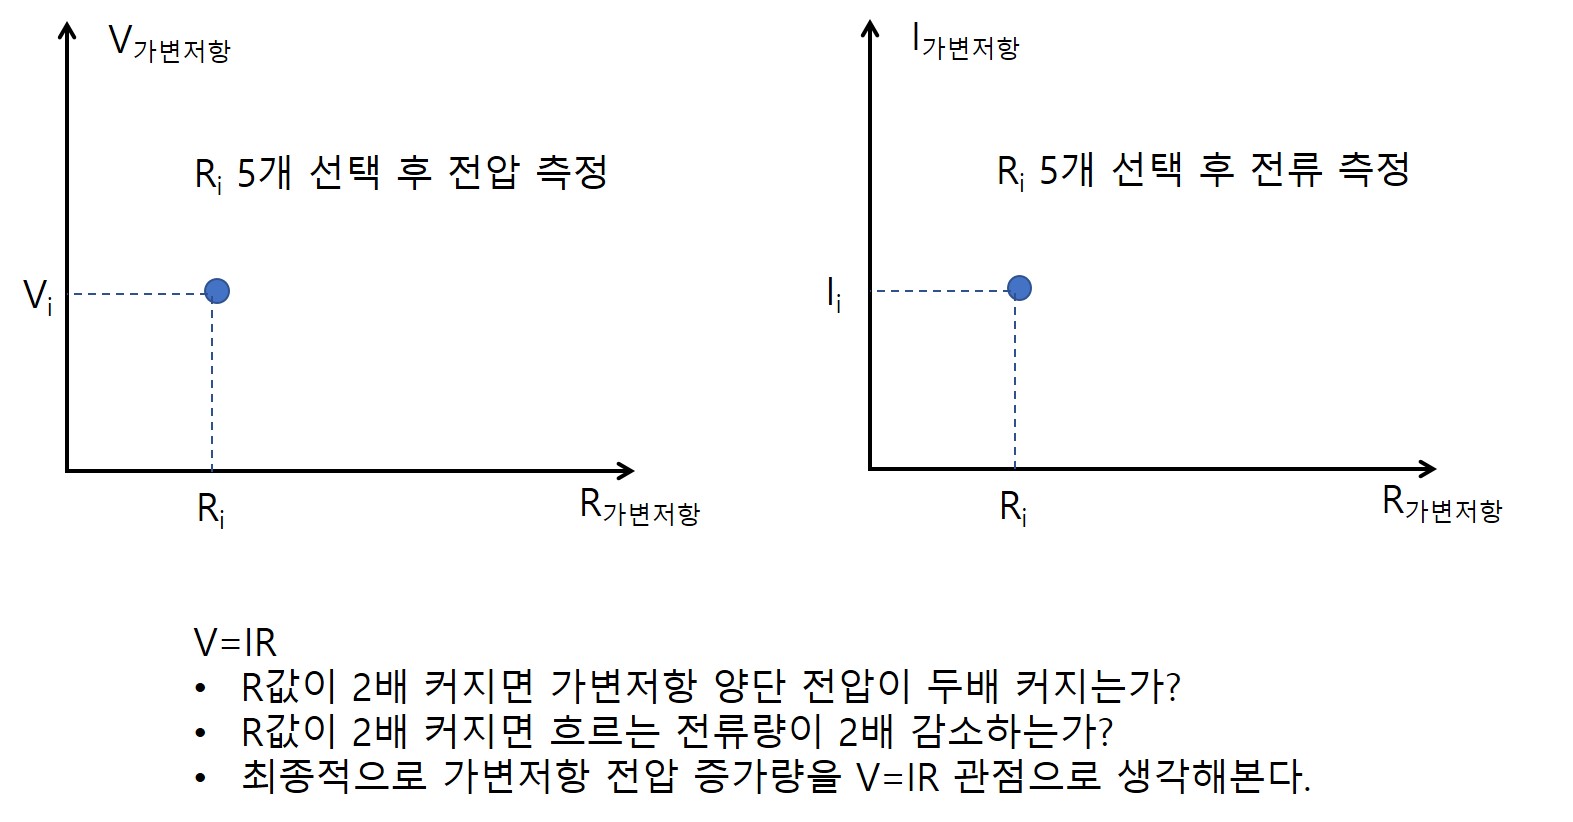 V가변저항
R_i 5개 선택 후 전압 측정
V_i
R_i
R가변저항
I가변저항
R_i 5개 선택 후 전류 측정
I_i
R_i
R가변저항
V=IR
• R값이 2배 커지면 가변저항 양단 전압이 두배 커지는가?
• R값이 2배 커지면 흐르는 전류량이 2배 감소하는가?
• 최종적으로 가변저항 전압 증가량을 V=IR 관점으로 생각해본다.